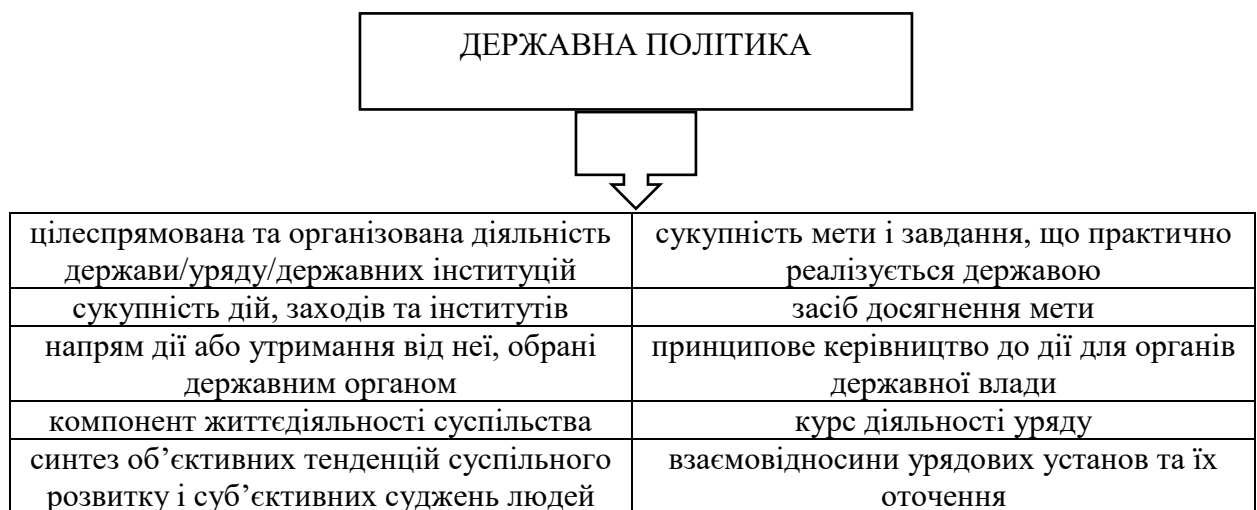 ДЕРЖАВНА ПОЛІТИКА
цілеспрямована та організована діяльність
держави/уряду/державних інституцій
сукупність мети і завдання, що практично
реалізується державою
сукупність дій, заходів та інститутів
засіб досягнення мети
напрям дії або утримання від неї, обрані
державним органом
принципове керівництво до дії для органів
державної влади
компонент життєдіяльності суспільства
курс діяльності уряду
синтез об’єктивних тенденцій суспільного
розвитку і суб’єктивних суджень людей
взаємовідносини урядових установ та їх
оточення